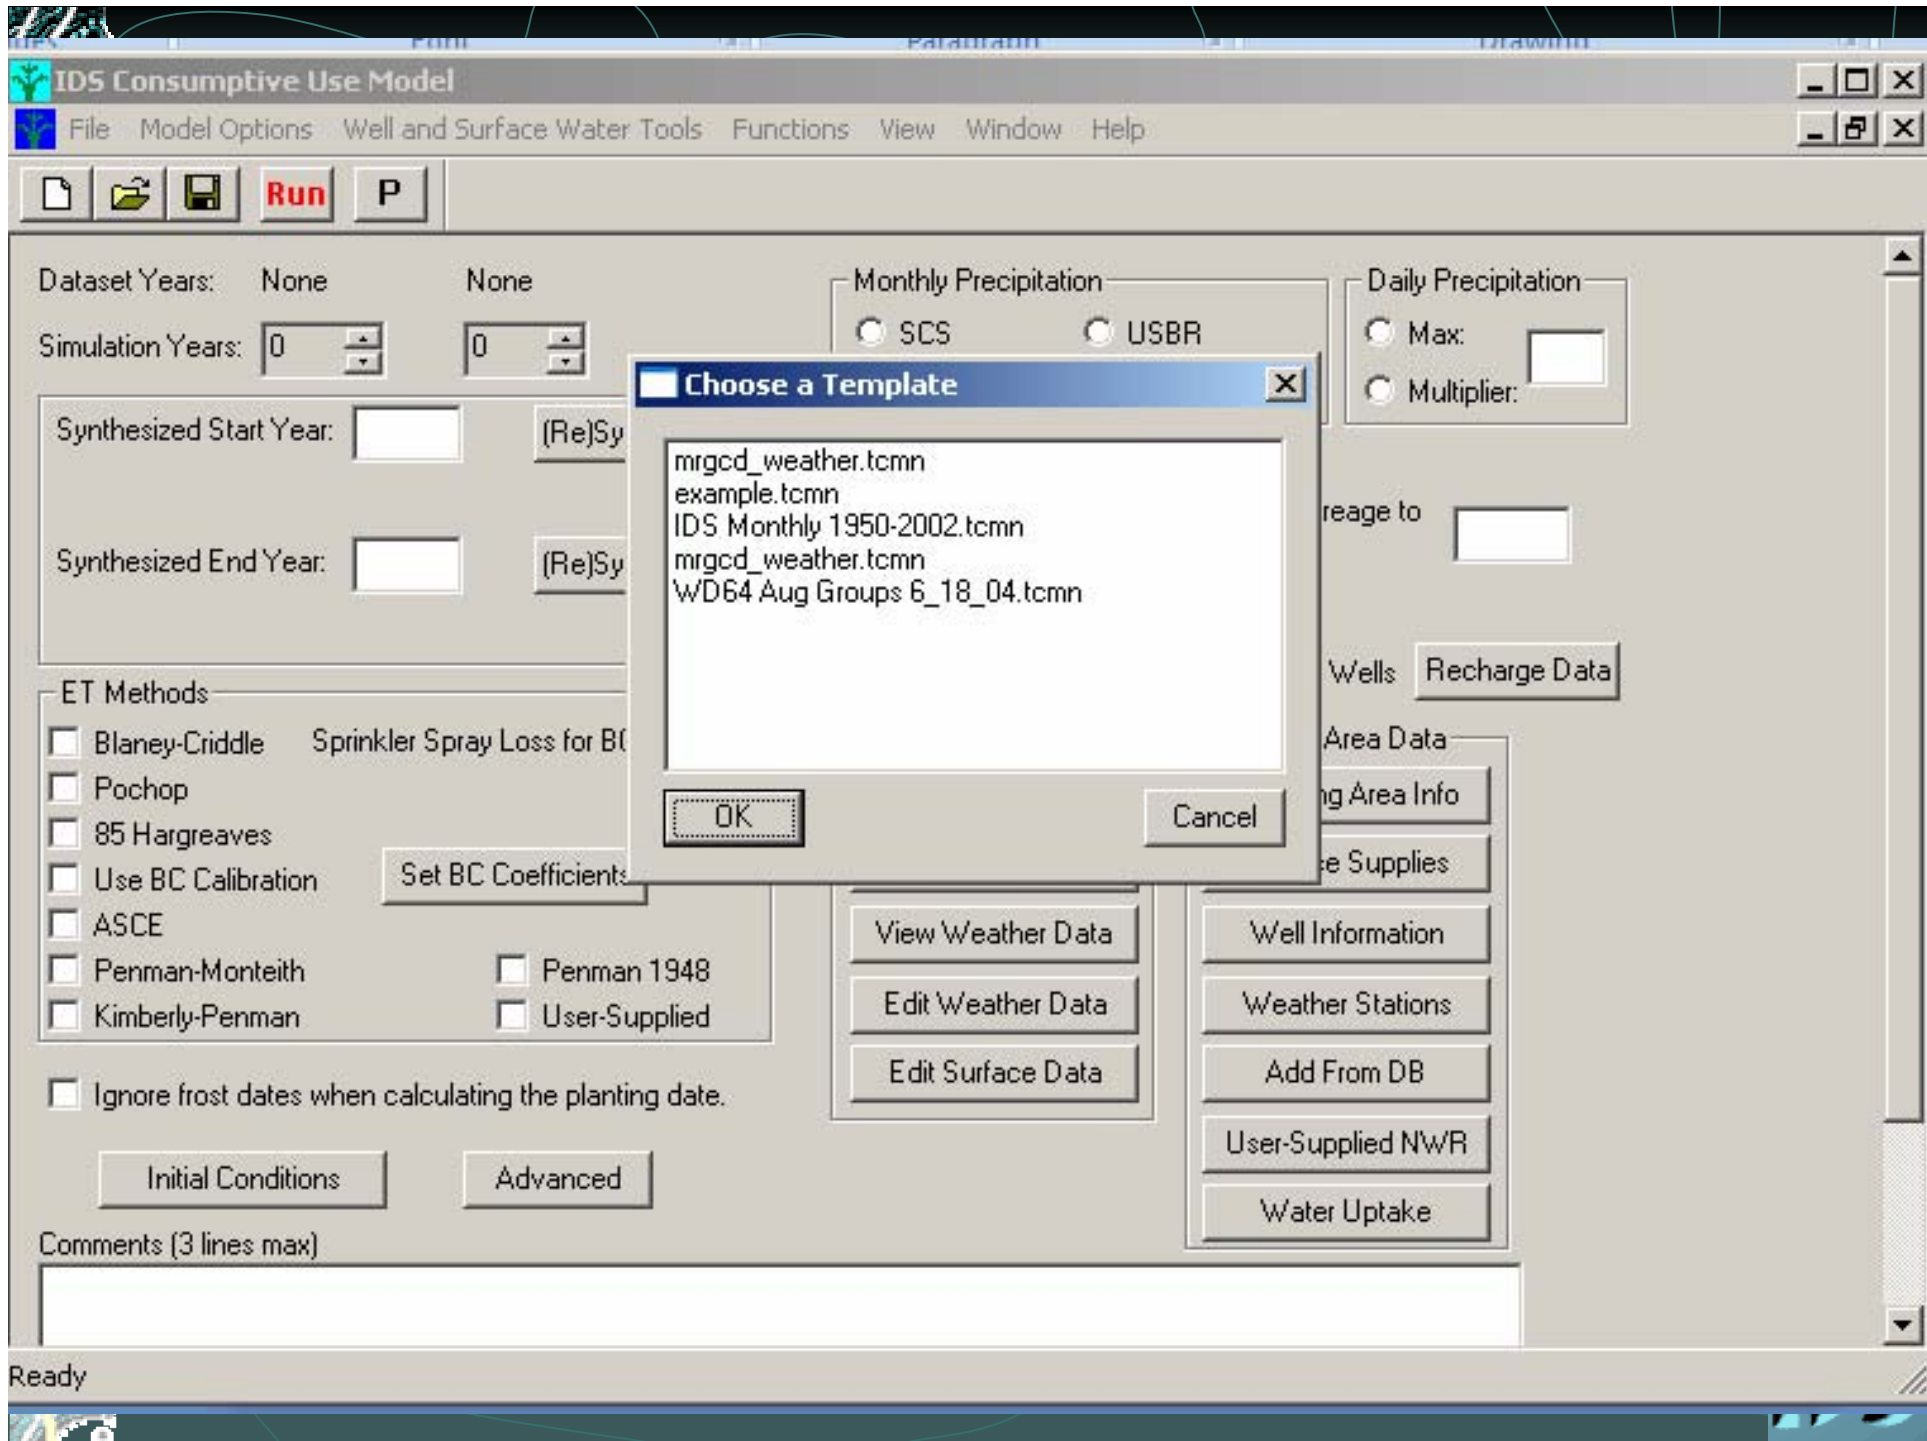 Font Paragraph Drawing
IDS Consumptive Use Model
File Model Options Well and Surface Water Tools Functions View Window Help
Run P
Dataset Years: None None
Simulation Years: 0 0
Monthly Precipitation
SCS USBR
Daily Precipitation
Max:
Multiplier:
Synthesized Start Year: (Re)Sy
Synthesized End Year: (Re)Sy
Choose a Template
mrgcd_weather.tcmn
example.tcmn
IDS Monthly 1950-2002.tcmn
mrgcd_weather.tcmn
WD64 Aug Groups 6_18_04.tcmn
OK Cancel
reage to
Wells Recharge Data
ET Methods
Blaney-Criddle Sprinkler Spray Loss for BC
Pochop
85 Hargreaves
Use BC Calibration Set BC Coefficients
ASCE
Penman-Monteith Penman 1948
Kimberly-Penman User-Supplied
Ignore frost dates when calculating the planting date.
Initial Conditions Advanced
View Weather Data
Edit Weather Data
Edit Surface Data
Area Data
ng Area Info
ce Supplies
Well Information
Weather Stations
Add From DB
User-Supplied NWR
Water Uptake
Comments (3 lines max)
Ready